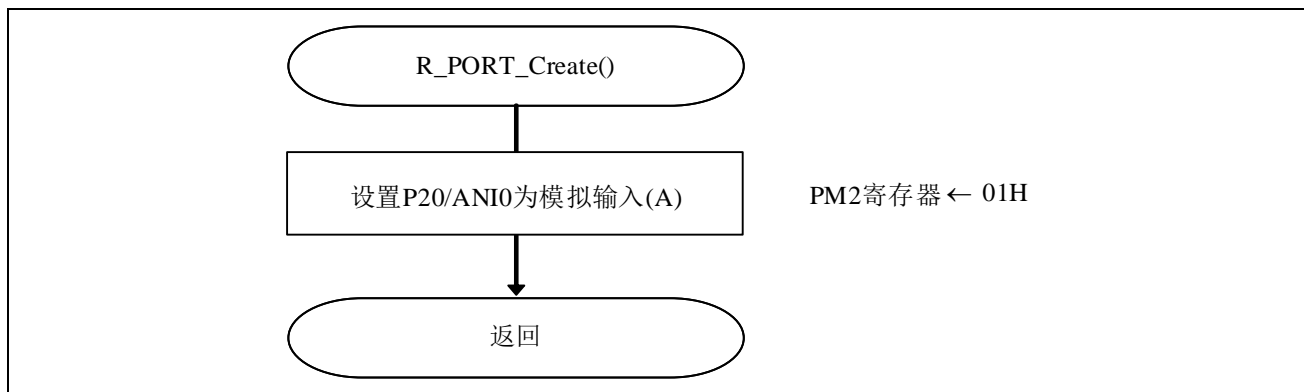 R_PORT_Create()
设置P20/ANI0为模拟输入(A)
PM2寄存器← 01H
返回